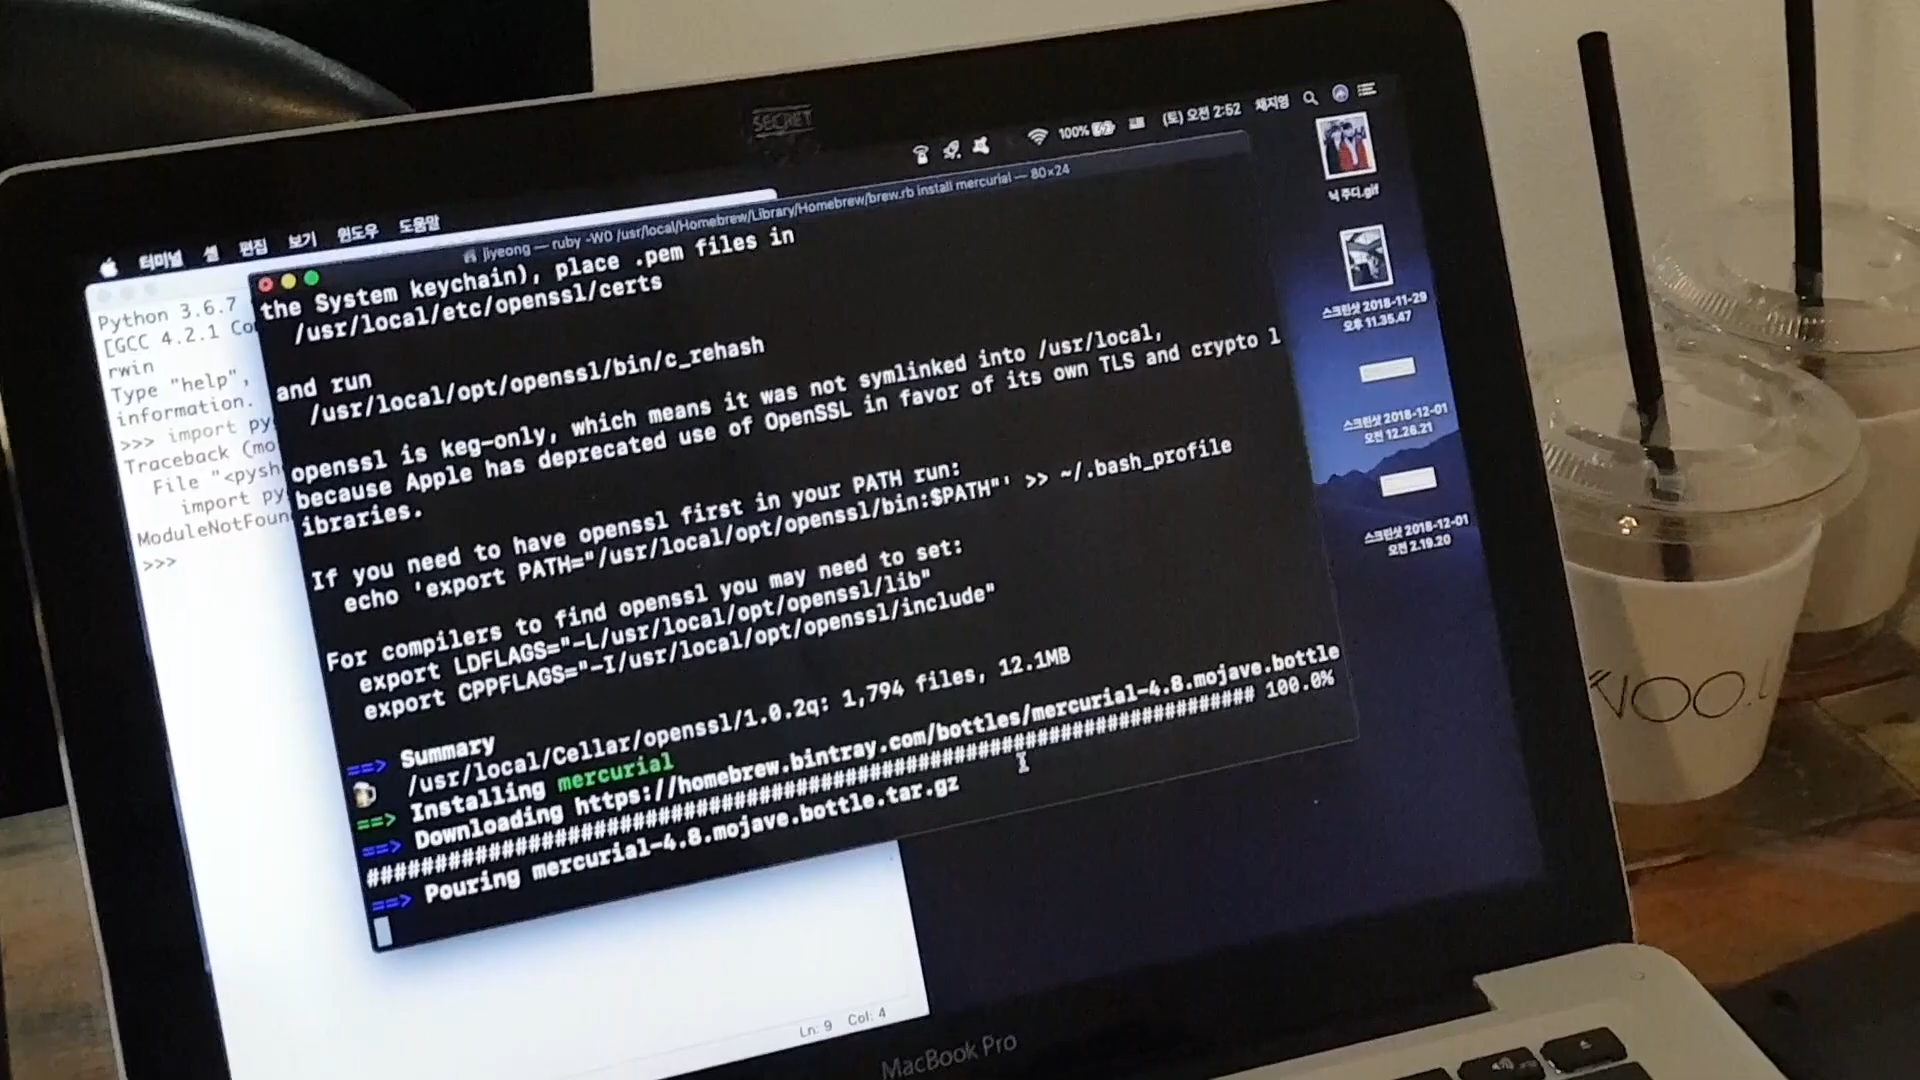 SECRET
터미널 셸 편집 보기 윈도우 도움말
100% (토) 오전 2:52 채지영
jiyeong — ruby -W0 /usr/local/Homebrew/Library/Homebrew/brew.rb install mercurial — 80×24
the System keychain), place .pem files in
/usr/local/etc/openssl/certs
and run
/usr/local/opt/openssl/bin/c_rehash
openssl is keg-only, which means it was not symlinked into /usr/local,
because Apple has deprecated use of OpenSSL in favor of its own TLS and crypto l
ibraries.
If you need to have openssl first in your PATH run:
echo 'export PATH="/usr/local/opt/openssl/bin:$PATH"' >> ~/.bash_profile
For compilers to find openssl you may need to set:
export LDFLAGS="-L/usr/local/opt/openssl/lib"
export CPPFLAGS="-I/usr/local/opt/openssl/include"
==> Summary
/usr/local/Cellar/openssl/1.0.2q: 1,794 files, 12.1MB
==> Installing mercurial
==> Downloading https://homebrew.bintray.com/bottles/mercurial-4.8.mojave.bottle
######################################################################## 100.0%
==> Pouring mercurial-4.8.mojave.bottle.tar.gz
Python 3.6.7
[GCC 4.2.1 Co
rwin
Type "help",
information.
>>> import py
Traceback (mo
File "<pysh
import py
ModuleNotFoun
>>>
Ln: 9 Col: 4
닉 주디.gif
스크린샷 2018-11-29
오후 11.35.47
스크린샷 2018-12-01
오전 12.26.21
스크린샷 2018-12-01
오전 2.19.20
MacBook Pro